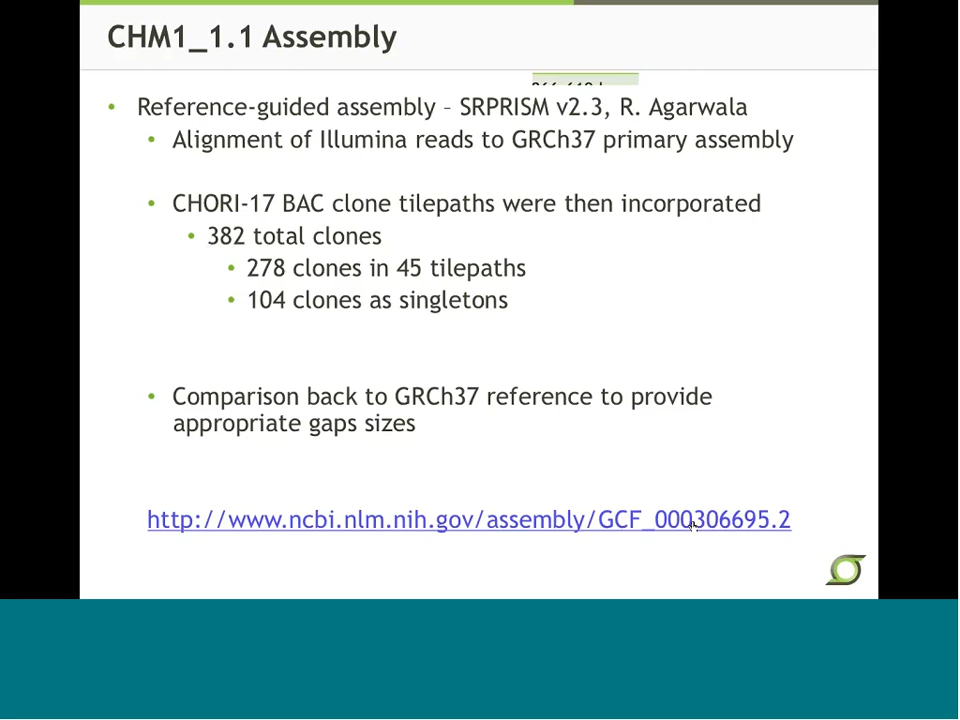 CHM1_1.1 Assembly
• Reference-guided assembly – SRPRISM v2.3, R. Agarwala
• Alignment of Illumina reads to GRCh37 primary assembly
• CHORI-17 BAC clone tilepaths were then incorporated
• 382 total clones
• 278 clones in 45 tilepaths
• 104 clones as singletons
• Comparison back to GRCh37 reference to provide
appropriate gaps sizes
http://www.ncbi.nlm.nih.gov/assembly/GCF_000306695.2